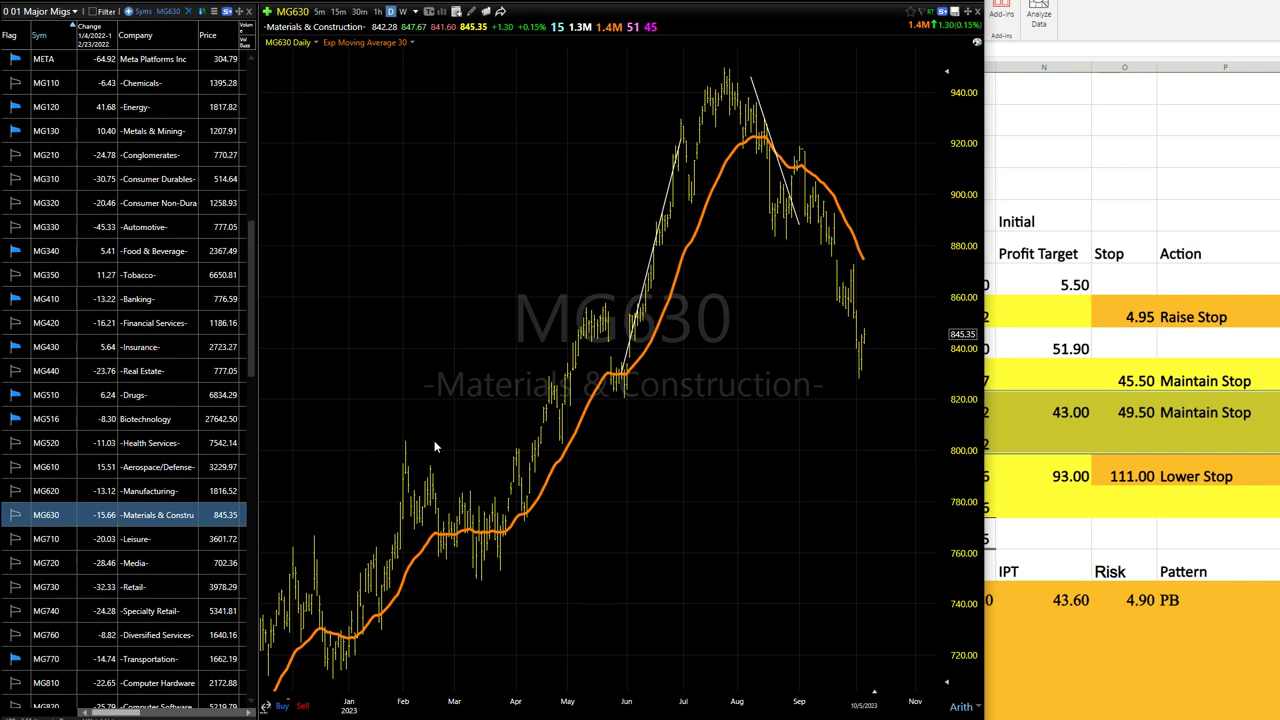 0 01 Major Migs Filter Syms MG630
Flag Sym Change 1/4/2022-1 2/23/2022 Company Price
META -64.92 Meta Platforms Inc 304.79
MG110 -6.43 -Chemicals- 1395.28
MG120 41.68 -Energy- 1817.82
MG130 10.40 -Metals & Mining- 1207.91
MG210 -24.78 -Conglomerates- 770.27
MG310 -30.75 -Consumer Durables- 514.64
MG320 -20.46 -Consumer Non-Dura 1258.93
MG330 -45.33 -Automotive- 777.05
MG340 5.41 -Food & Beverage- 2367.49
MG350 11.27 -Tobacco- 6650.81
MG410 -13.22 -Banking- 776.59
MG420 -16.21 -Financial Services- 1186.16
MG430 5.64 -Insurance- 2723.27
MG440 -23.76 -Real Estate- 777.05
MG510 6.24 -Drugs- 6834.29
MG516 -8.30 Biotechnology 27642.50
MG520 -11.03 -Health Services- 7542.14
MG610 15.51 -Aerospace/Defense- 3229.97
MG620 -13.12 -Manufacturing- 1816.52
MG630 -15.66 -Materials & Constru 845.35
MG710 -20.03 -Leisure- 3601.72
MG720 -28.46 -Media- 702.36
MG730 -32.33 -Retail- 3978.29
MG740 -24.28 -Specialty Retail- 5341.81
MG760 -8.82 -Diversified Services- 1640.16
MG770 -14.74 -Transportation- 1662.19
MG810 -22.65 -Computer Hardware 2172.88
MG630 5m 15m 30m 1h D W
-Materials & Construction- 842.28 847.67 841.60 845.35 +1.30 +0.15% 15 1.3M 1.4M 51 45
RT
1.4M 1.30(0.15%)
MG630 Daily Exp Moving Average 30
940.00
920.00
900.00
880.00
860.00
845.35
840.00
820.00
800.00
780.00
760.00
740.00
720.00
MG630
-Materials & Construction-
Jan Feb Mar Apr May Jun Jul Aug Sep Nov
2023
10/5/2023
Buy Sell
Arith
Add-ins Analyze Data
Add-ins
N O P
Initial
Profit Target Stop Action
5.50
4.95 Raise Stop
51.90
45.50 Maintain Stop
43.00 49.50 Maintain Stop
93.00 111.00 Lower Stop
IPT Risk Pattern
43.60 4.90 PB